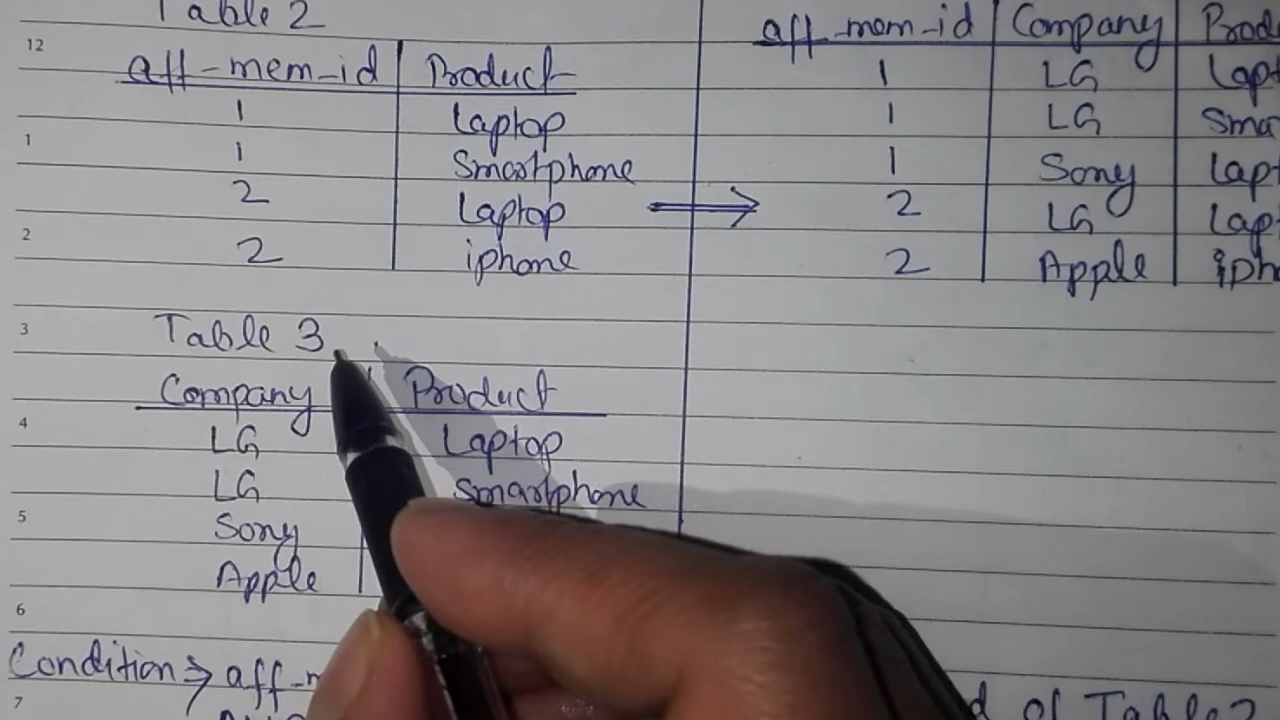 Table 2
12
aff-mem-id Product
1 Laptop
1
1 Smartphone
2 Laptop
2
2 iphone
aff-mem-id Company
1 LG
1 LG
1 Sony
2 LG
2 Apple
3
Table 3
Company Product
4
LG Laptop
LG Smartphone
5
Sony
Apple
6
Condition ⇒
of Table 2
7